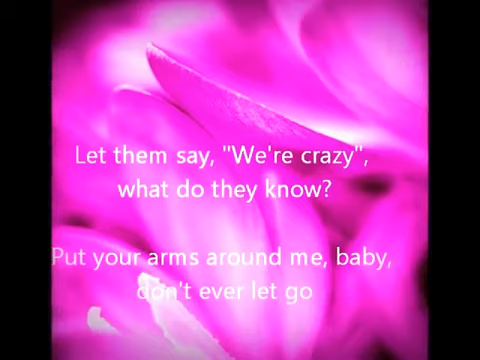 Let them say, "We're crazy",
what do they know?
Put your arms around me, baby,
don't ever let go